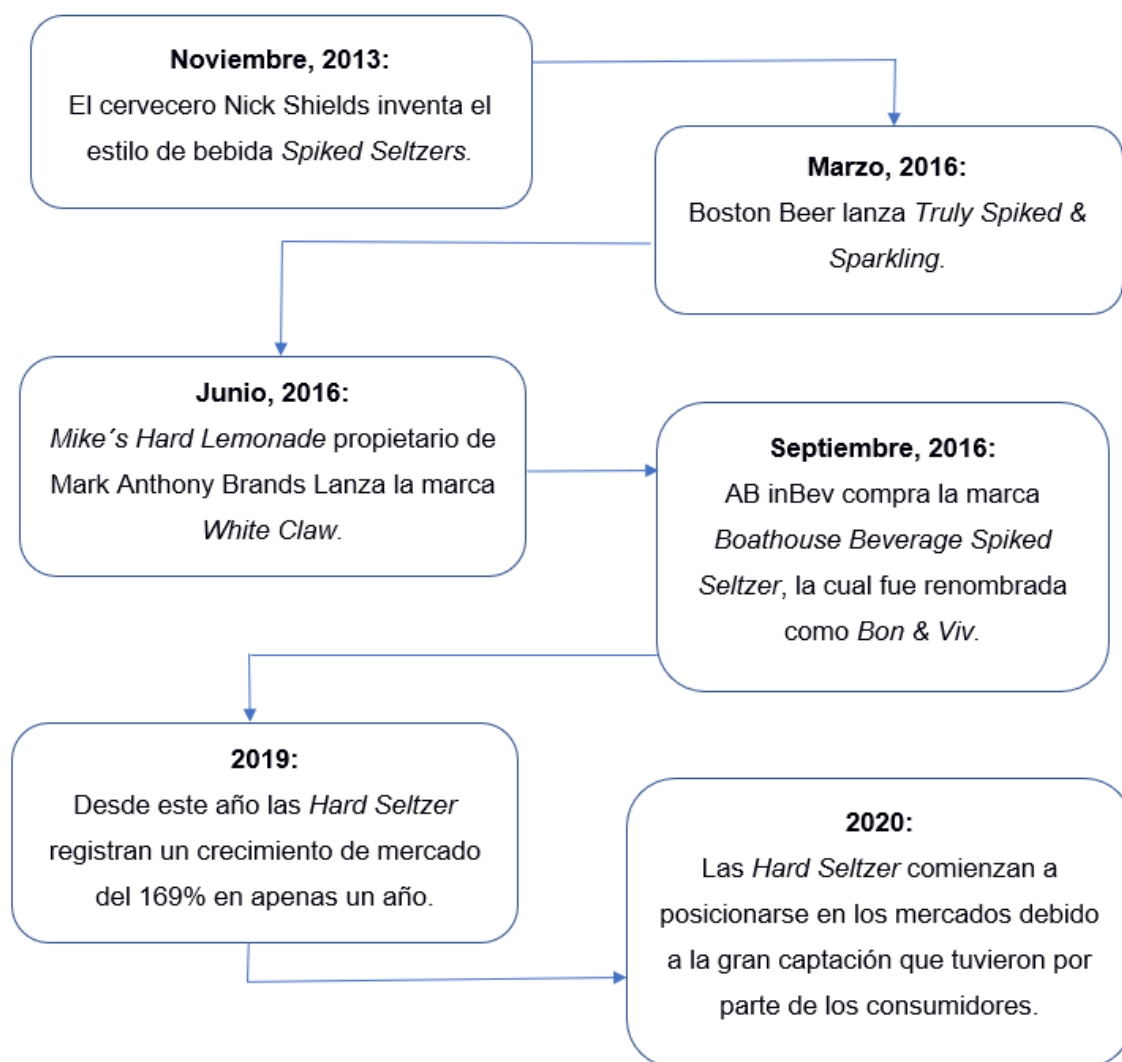 Noviembre, 2013:
El cervecero Nick Shields inventa el
estilo de bebida Spiked Seltzers.
Marzo, 2016:
Boston Beer lanza Truly Spiked &
Sparkling.
Junio, 2016:
Mike´s Hard Lemonade propietario de
Mark Anthony Brands Lanza la marca
White Claw.
Septiembre, 2016:
AB inBev compra la marca
Boathouse Beverage Spiked
Seltzer, la cual fue renombrada
como Bon & Viv.
2019:
Desde este año las Hard Seltzer
registran un crecimiento de mercado
del 169% en apenas un año.
2020:
Las Hard Seltzer comienzan a
posicionarse en los mercados debido
a la gran captación que tuvieron por
parte de los consumidores.